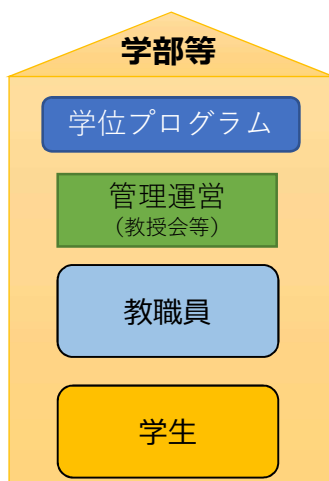 学部等
学位プログラム
管理運営
（教授会等）
教職員
学生